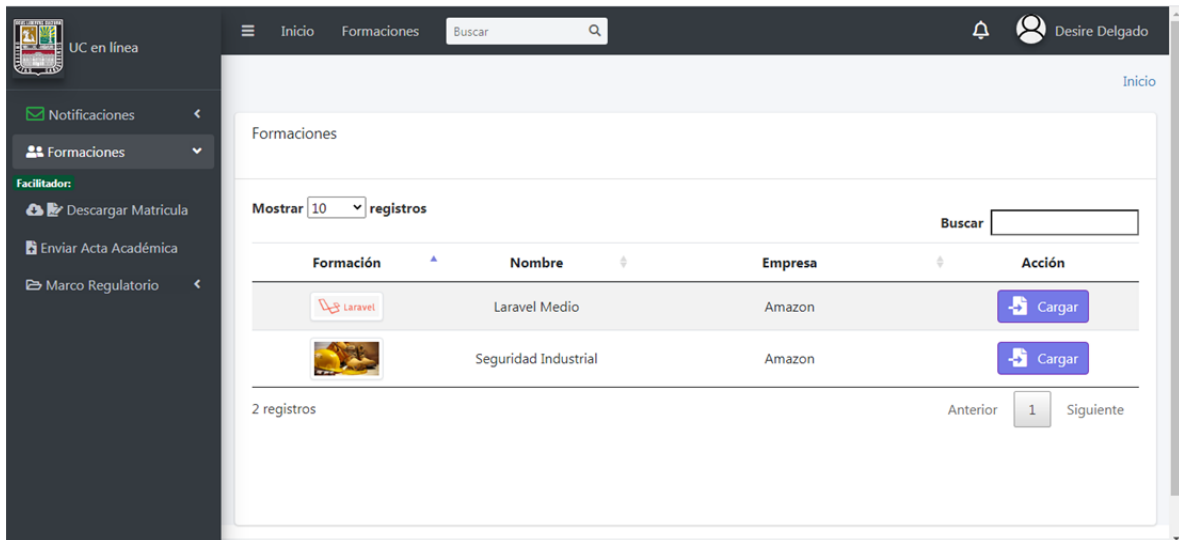 UC en línea
Inicio Formaciones Buscar Desire Delgado
Inicio
Notificaciones
Formaciones
Facilitador:
Descargar Matricula
Enviar Acta Académica
Marco Regulatorio
Formaciones
Mostrar 10 registros
Buscar
Formación Nombre Empresa Acción
Laravel Laravel Medio Amazon Cargar
Seguridad Industrial Amazon Cargar
2 registros Anterior 1 Siguiente